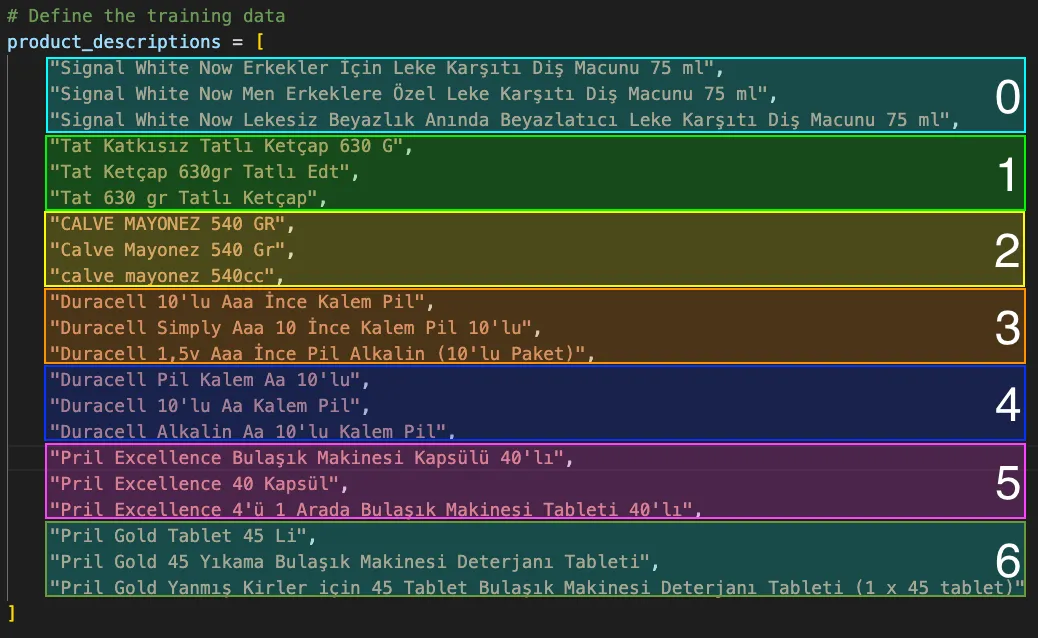 # Define the training data
product_descriptions = [
"Signal White Now Erkekler İçin Leke Karşıtı Diş Macunu 75 ml",
"Signal White Now Men Erkeklere Özel Leke Karşıtı Diş Macunu 75 ml",
"Signal White Now Lekesiz Beyazlık Anında Beyazlatıcı Leke Karşıtı Diş Macunu 75 ml",
0
"Tat Katkısız Tatlı Ketçap 630 G",
"Tat Ketçap 630gr Tatlı Edt",
"Tat 630 gr Tatlı Ketçap",
1
"CALVE MAYONEZ 540 GR",
"Calve Mayonez 540 Gr",
"calve mayonez 540cc",
2
"Duracell 10'lu Aaa İnce Kalem Pil",
"Duracell Simply Aaa 10 İnce Kalem Pil 10'lu",
"Duracell 1,5v Aaa İnce Pil Alkalin (10'lu Paket)",
3
"Duracell Pil Kalem Aa 10'lu",
"Duracell 10'lu Aa Kalem Pil",
"Duracell Alkalin Aa 10'lu Kalem Pil",
4
"Pril Excellence Bulaşık Makinesi Kapsülü 40'lı",
"Pril Excellence 40 Kapsül",
"Pril Excellence 4'ü 1 Arada Bulaşık Makinesi Tableti 40'lı",
5
"Pril Gold Tablet 45 Li",
"Pril Gold 45 Yıkama Bulaşık Makinesi Deterjanı Tableti",
"Pril Gold Yanmış Kirler için 45 Tablet Bulaşık Makinesi Deterjanı Tableti (1 x 45 tablet)"
6
]